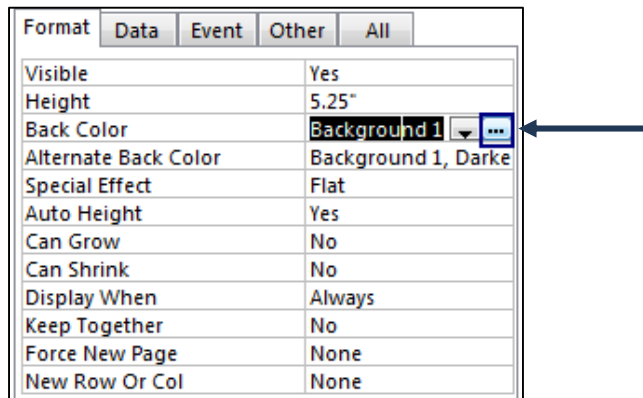 Format Data Event Other All
Visible Yes
Height 5.25"
Back Color Background 1 ...
Alternate Back Color Background 1, Darke
Special Effect Flat
Auto Height Yes
Can Grow No
Can Shrink No
Display When Always
Keep Together No
Force New Page None
New Row Or Col None